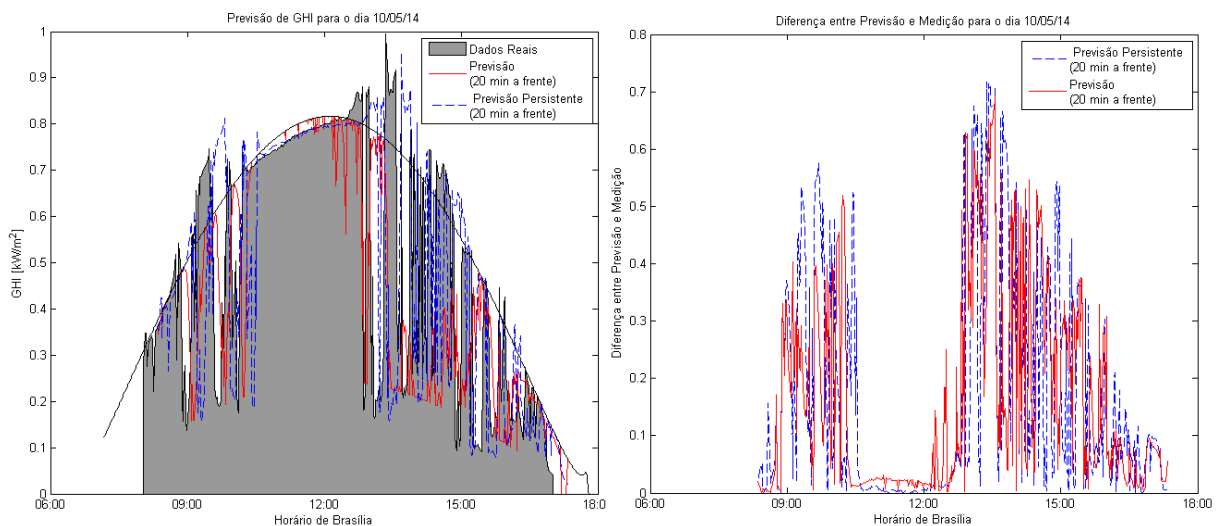 Previsão de GHI para o dia 10/05/14
1
0.9
0.8
0.7
0.6
0.5
0.4
0.3
0.2
0.1
0
GHI [kW/m²]
06:00
09:00
12:00
15:00
18:00
Horário de Brasília
Dados Reais
Previsão
(20 min a frente)
Previsão Persistente
(20 min a frente)
Diferença entre Previsão e Medição para o dia 10/05/14
0.8
0.7
0.6
0.5
0.4
0.3
0.2
0.1
0
Diferença entre Previsão e Medição
06:00
09:00
12:00
15:00
18:00
Horário de Brasília
Previsão Persistente
(20 min a frente)
Previsão
(20 min a frente)